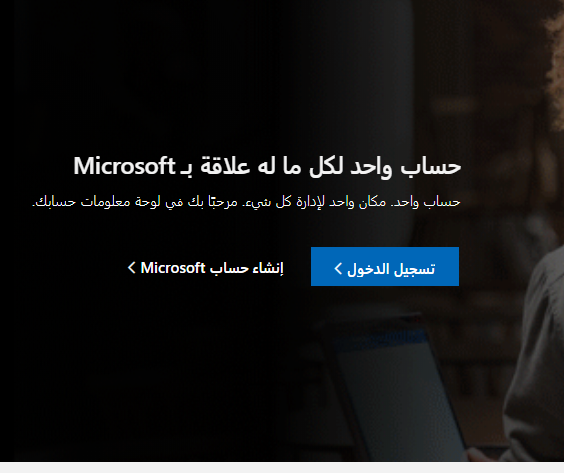 حساب واحد لكل ما له علاقة بـ Microsoft
حساب واحد. مكان واحد لإدارة كل شيء. مرحبًا بك في لوحة معلومات حسابك.
تسجيل الدخول
إنشاء حساب Microsoft